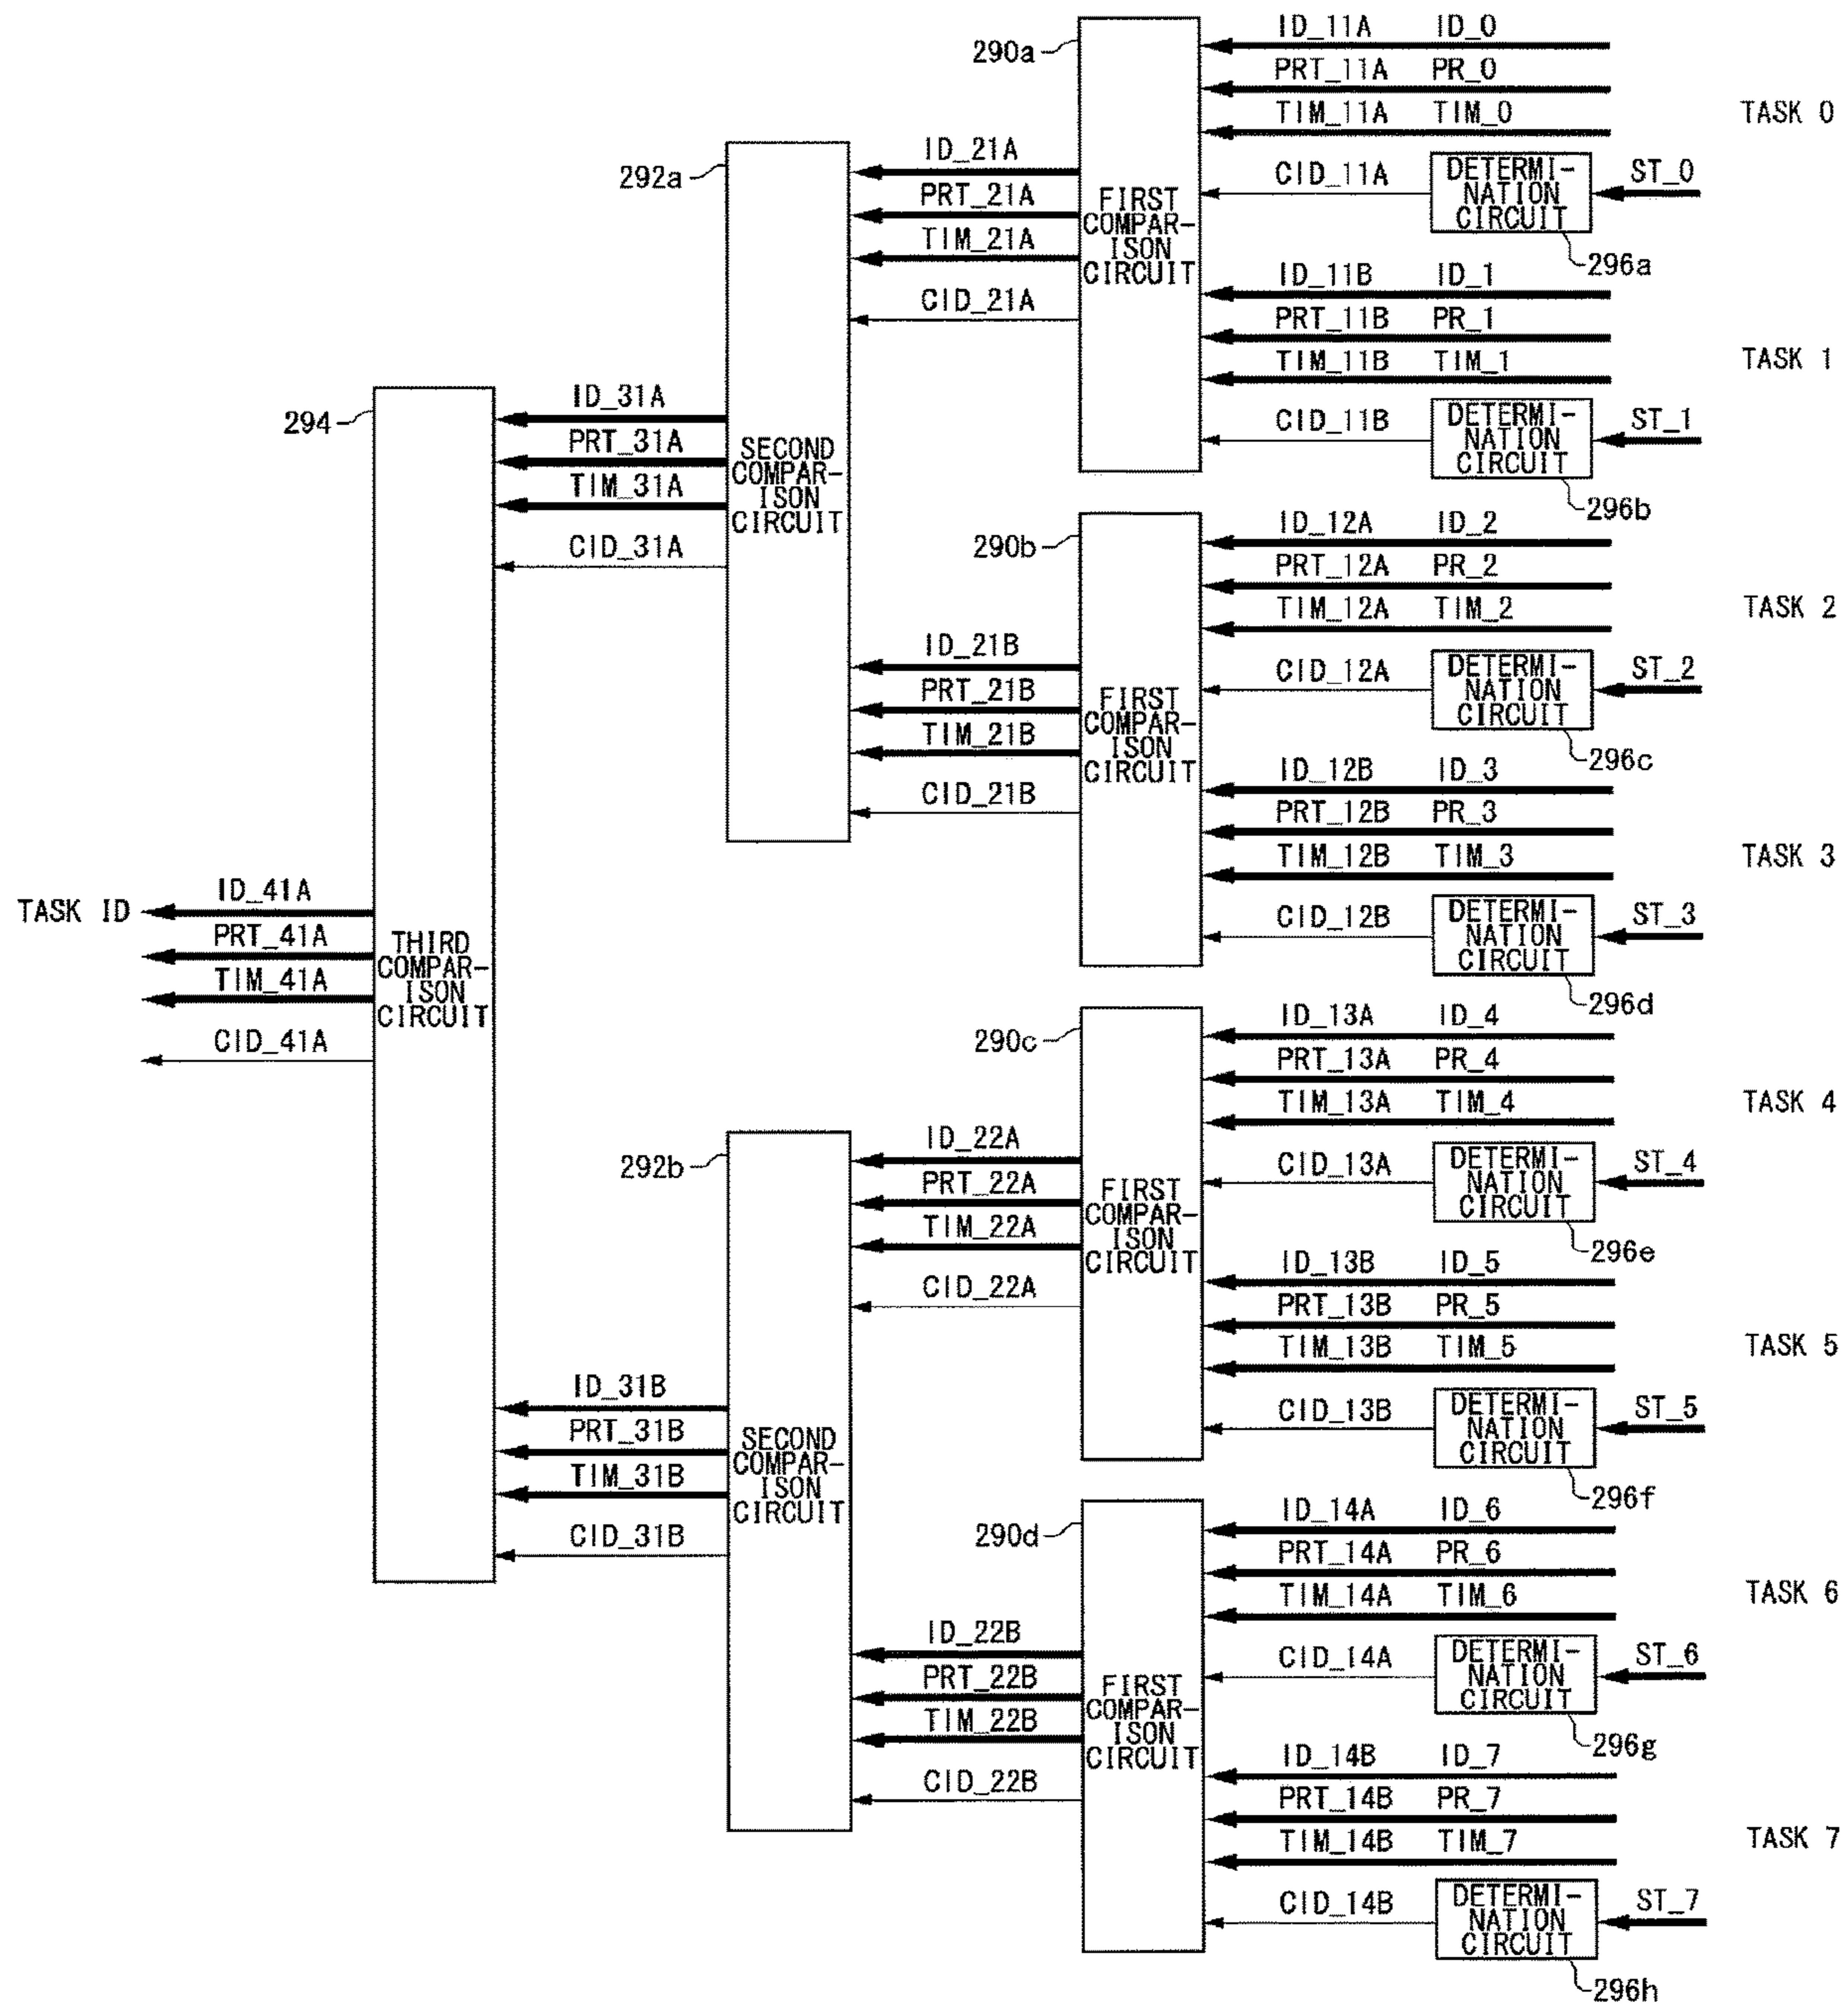 290a
ID_11A ID_0
PRT_11A PR_0
TIM_11A TIM_0
TASK 0
CID_11A
DETERMI-
NATION
CIRCUIT
ST_0
296a
FIRST
COMPAR-
ISON
CIRCUIT
ID_11B ID_1
PRT_11B PR_1
TIM_11B TIM_1
TASK 1
CID_11B
DETERMI-
NATION
CIRCUIT
ST_1
296b
292a
ID_21A
PRT_21A
TIM_21A
CID_21A
SECOND
COMPAR-
ISON
CIRCUIT
290b
ID_12A ID_2
PRT_12A PR_2
TIM_12A TIM_2
TASK 2
CID_12A
DETERMI-
NATION
CIRCUIT
ST_2
296c
FIRST
COMPAR-
ISON
CIRCUIT
ID_12B ID_3
PRT_12B PR_3
TIM_12B TIM_3
TASK 3
CID_12B
DETERMI-
NATION
CIRCUIT
ST_3
296d
ID_21B
PRT_21B
TIM_21B
CID_21B
294
ID_31A
PRT_31A
TIM_31A
CID_31A
THIRD
COMPAR-
ISON
CIRCUIT
TASK ID
ID_41A
PRT_41A
TIM_41A
CID_41A
290c
ID_13A ID_4
PRT_13A PR_4
TIM_13A TIM_4
TASK 4
CID_13A
DETERMI-
NATION
CIRCUIT
ST_4
296e
FIRST
COMPAR-
ISON
CIRCUIT
ID_13B ID_5
PRT_13B PR_5
TIM_13B TIM_5
TASK 5
CID_13B
DETERMI-
NATION
CIRCUIT
ST_5
296f
292b
ID_22A
PRT_22A
TIM_22A
CID_22A
SECOND
COMPAR-
ISON
CIRCUIT
ID_31B
PRT_31B
TIM_31B
CID_31B
290d
ID_14A ID_6
PRT_14A PR_6
TIM_14A TIM_6
TASK 6
CID_14A
DETERMI-
NATION
CIRCUIT
ST_6
296g
FIRST
COMPAR-
ISON
CIRCUIT
ID_14B ID_7
PRT_14B PR_7
TIM_14B TIM_7
TASK 7
CID_14B
DETERMI-
NATION
CIRCUIT
ST_7
296h
ID_22B
PRT_22B
TIM_22B
CID_22B